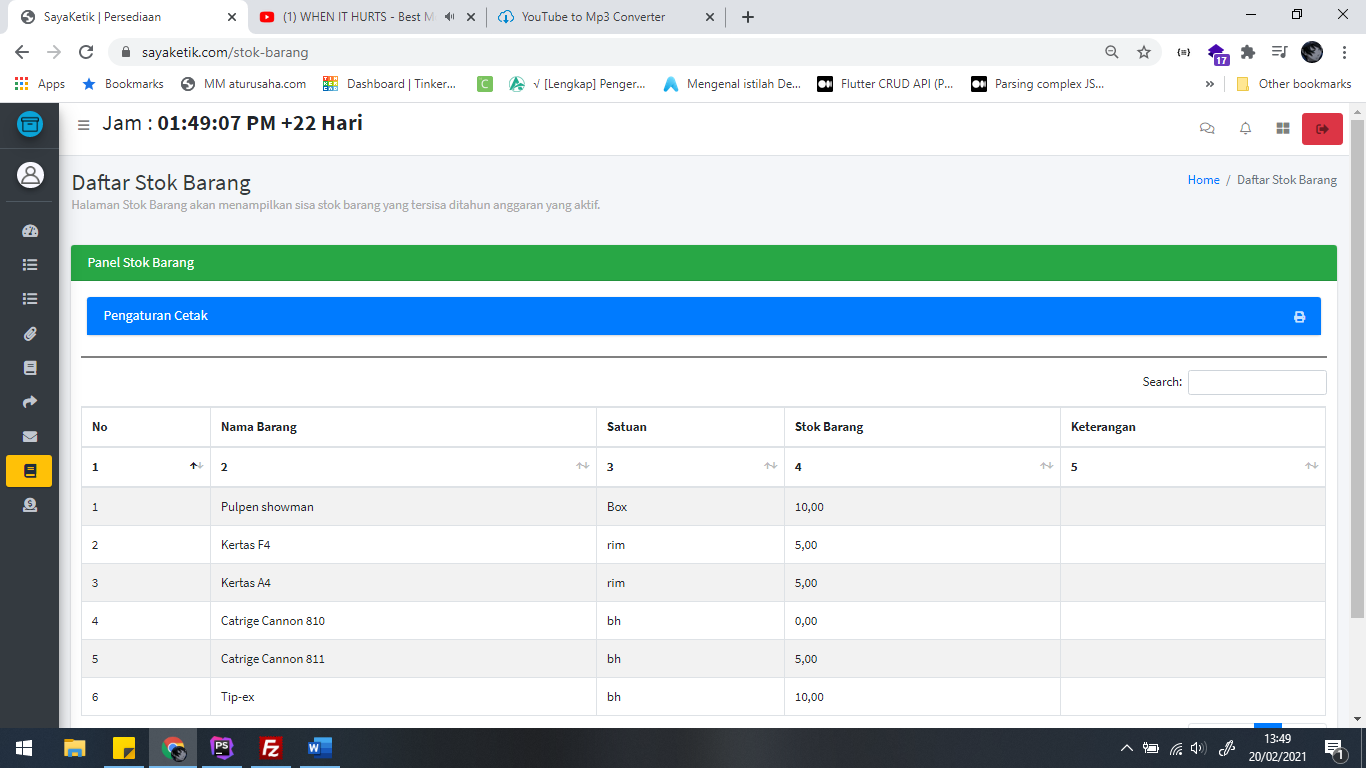 SayaKetik | Persediaan
(1) WHEN IT HURTS - Best M
YouTube to Mp3 Converter
sayaketik.com/stok-barang
17
Apps
Bookmarks
MM aturusaha.com
Dashboard | Tinker...
C
√ [Lengkap] Penger...
Mengenal istilah De...
Flutter CRUD API (P...
Parsing complex JS...
»
Other bookmarks
Jam : 01:49:07 PM +22 Hari
Daftar Stok Barang
Home / Daftar Stok Barang
Halaman Stok Barang akan menampilkan sisa stok barang yang tersisa ditahun anggaran yang aktif.
Panel Stok Barang
Pengaturan Cetak
Search:
No Nama Barang Satuan Stok Barang Keterangan
1 2 3 4 5
1 Pulpen showman Box 10,00
2 Kertas F4 rim 5,00
3 Kertas A4 rim 5,00
4 Catrige Cannon 810 bh 0,00
5 Catrige Cannon 811 bh 5,00
6 Tip-ex bh 10,00
PS
FZ
W
13:49
20/02/2021
1